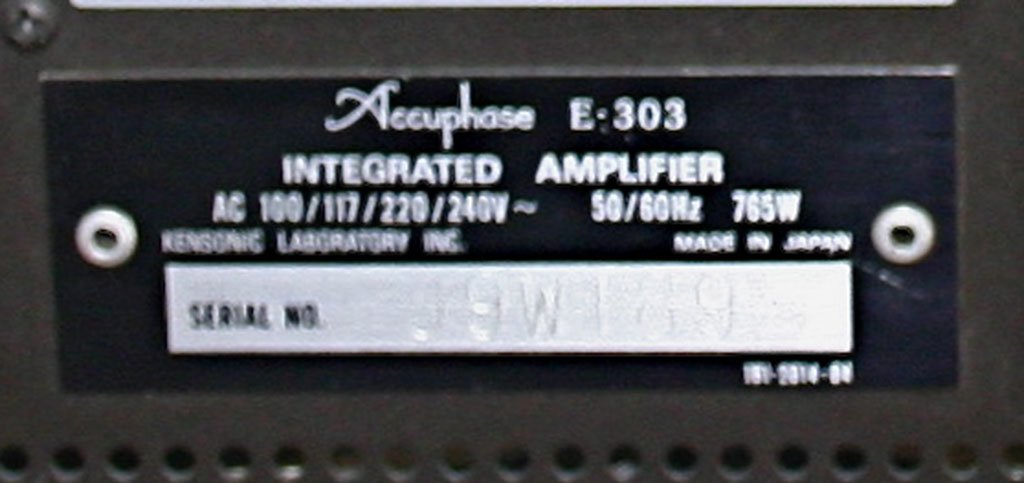 Accuphase E-303
INTEGRATED AMPLIFIER
AC 100/117/220/240V~ 50/60Hz 765W
KENSONIC LABORATORY INC. MADE IN JAPAN
SERIAL NO.